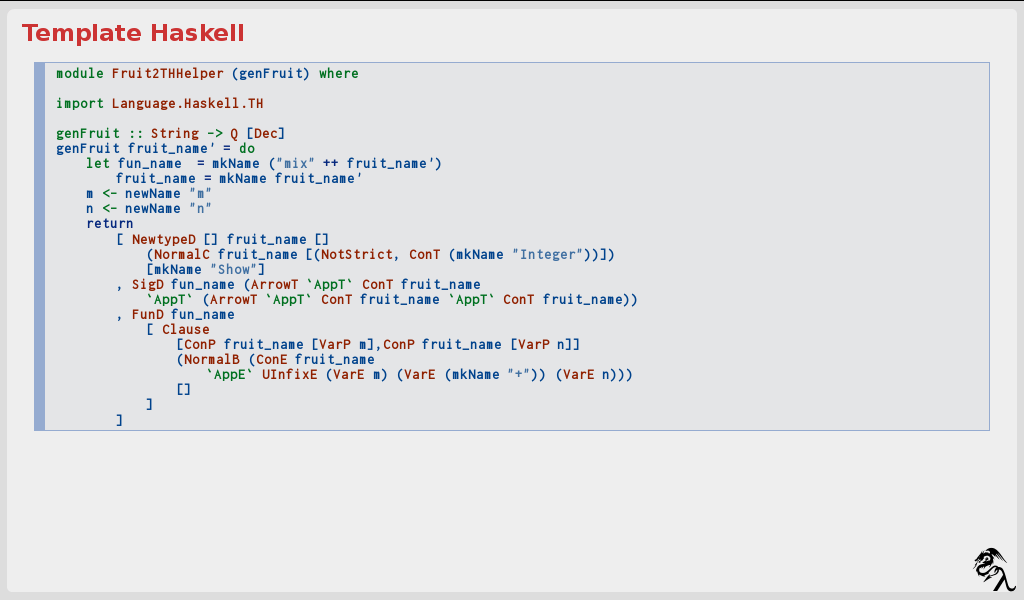 Template Haskell
module Fruit2THHelper (genFruit) where
import Language.Haskell.TH
genFruit :: String -> Q [Dec]
genFruit fruit_name' = do
    let fun_name  = mkName ("mix" ++ fruit_name')
        fruit_name = mkName fruit_name'
    m <- newName "m"
    n <- newName "n"
    return
        [ NewtypeD [] fruit_name []
            (NormalC fruit_name [(NotStrict, ConT (mkName "Integer"))])
            [mkName "Show"]
        , SigD fun_name (ArrowT `AppT` ConT fruit_name
            `AppT` (ArrowT `AppT` ConT fruit_name `AppT` ConT fruit_name))
        , FunD fun_name
            [ Clause
                [ConP fruit_name [VarP m],ConP fruit_name [VarP n]]
                (NormalB (ConE fruit_name
                    `AppE` UInfixE (VarE m) (VarE (mkName "+")) (VarE n)))
                []
            ]
        ]